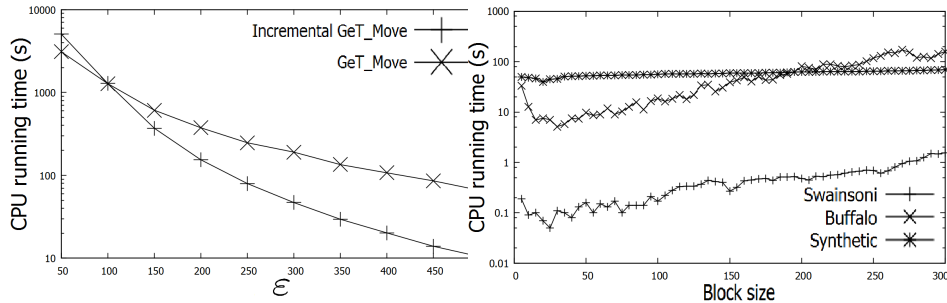 CPU running time (s)
10000
1000
100
10
50 100 150 200 250 300 350 400 450
ε
Incremental GeT_Move
GeT_Move
CPU running time (s)
1000
100
10
1
0.1
0.01
0 50 100 150 200 250 300
Block size
Swainsoni
Buffalo
Synthetic